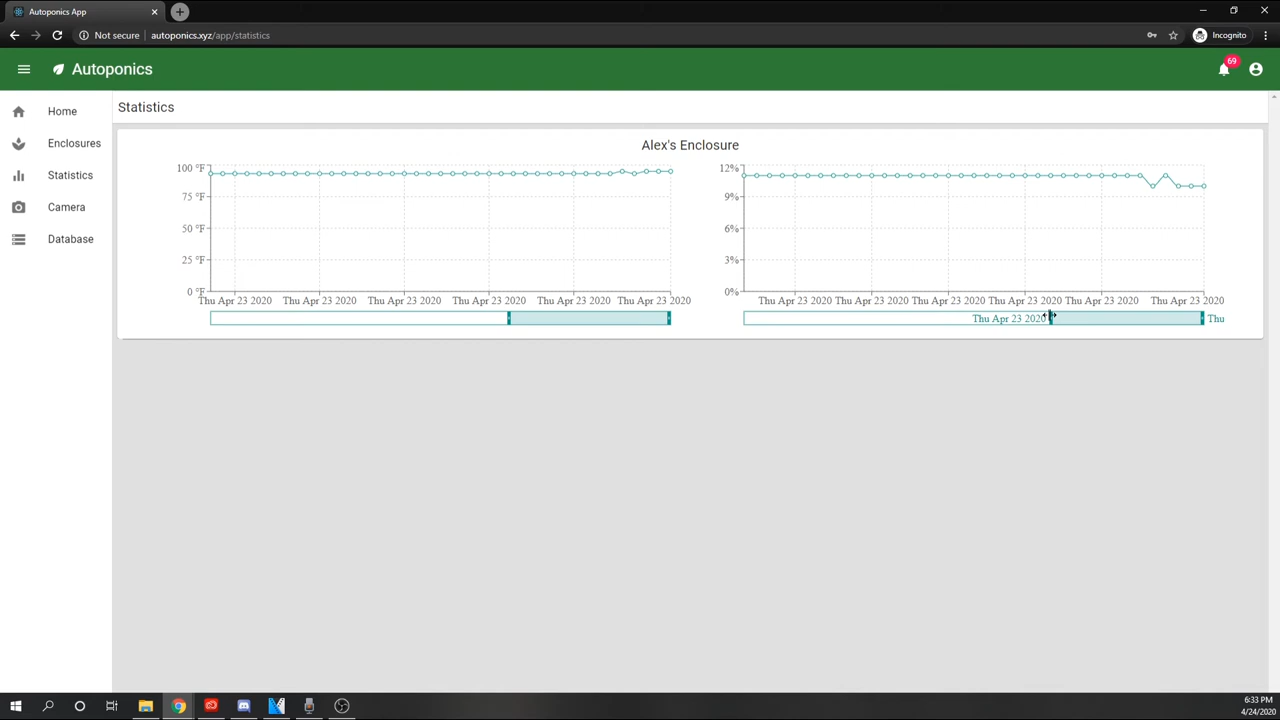 Autoponics App
Not secure autoponics.xyz/app/statistics
Incognito
Autoponics
69
Home
Enclosures
Statistics
Camera
Database
Statistics
Alex's Enclosure
100 °F
75 °F
50 °F
25 °F
0 °F
Thu Apr 23 2020 Thu Apr 23 2020 Thu Apr 23 2020 Thu Apr 23 2020 Thu Apr 23 2020 Thu Apr 23 2020
12%
9%
6%
3%
0%
Thu Apr 23 2020 Thu Apr 23 2020 Thu Apr 23 2020 Thu Apr 23 2020 Thu Apr 23 2020 Thu Apr 23 2020
Thu Apr 23 2020 Thu
6:33 PM
4/24/2020